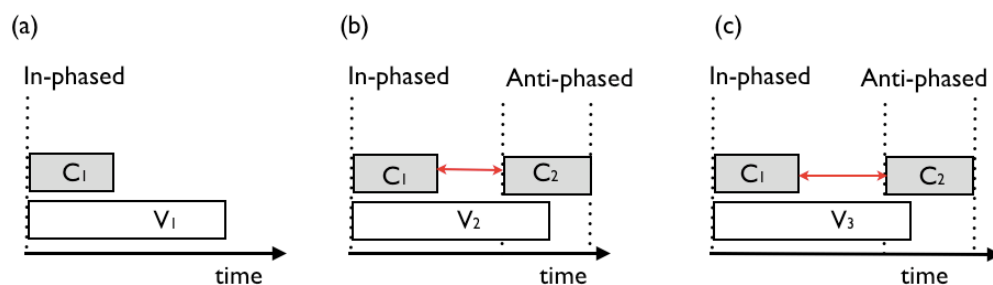 (a) (b) (c)
In-phased In-phased Anti-phased In-phased Anti-phased
C₁ C₁ C₂ C₁ C₂
V₁ V₂ V₃
time time time